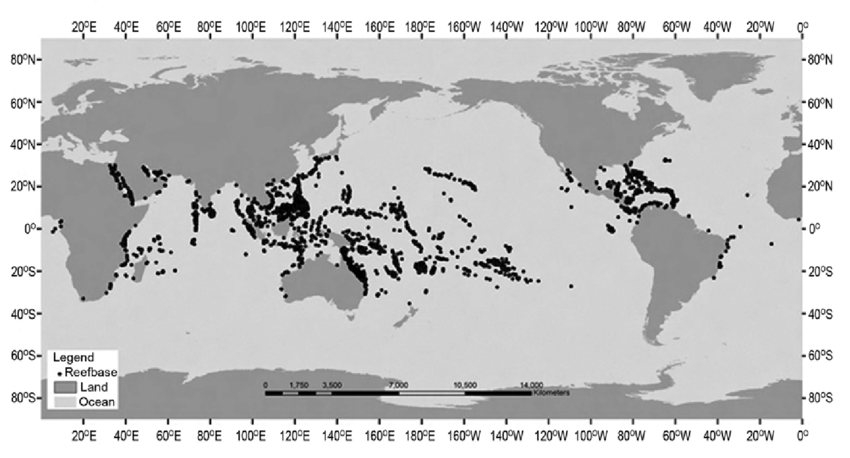 20°E 40°E 60°E 80°E 100°E 120°E 140°E 160°E 180°E 160°W 140°W 120°W 100°W 80°W 60°W 40°W 20°W 0°
80°N 80°N
60°N 60°N
40°N 40°N
20°N 20°N
0° 0°
20°S 20°S
40°S 40°S
60°S 60°S
80°S 80°S
Legend
Reefbase
Land
Ocean
0 1,750 3,500 7,000 10,500 14,000
Kilometers
20°E 40°E 60°E 80°E 100°E 120°E 140°E 160°E 180°E 160°W 140°W 120°W 100°W 80°W 60°W 40°W 20°W 0°